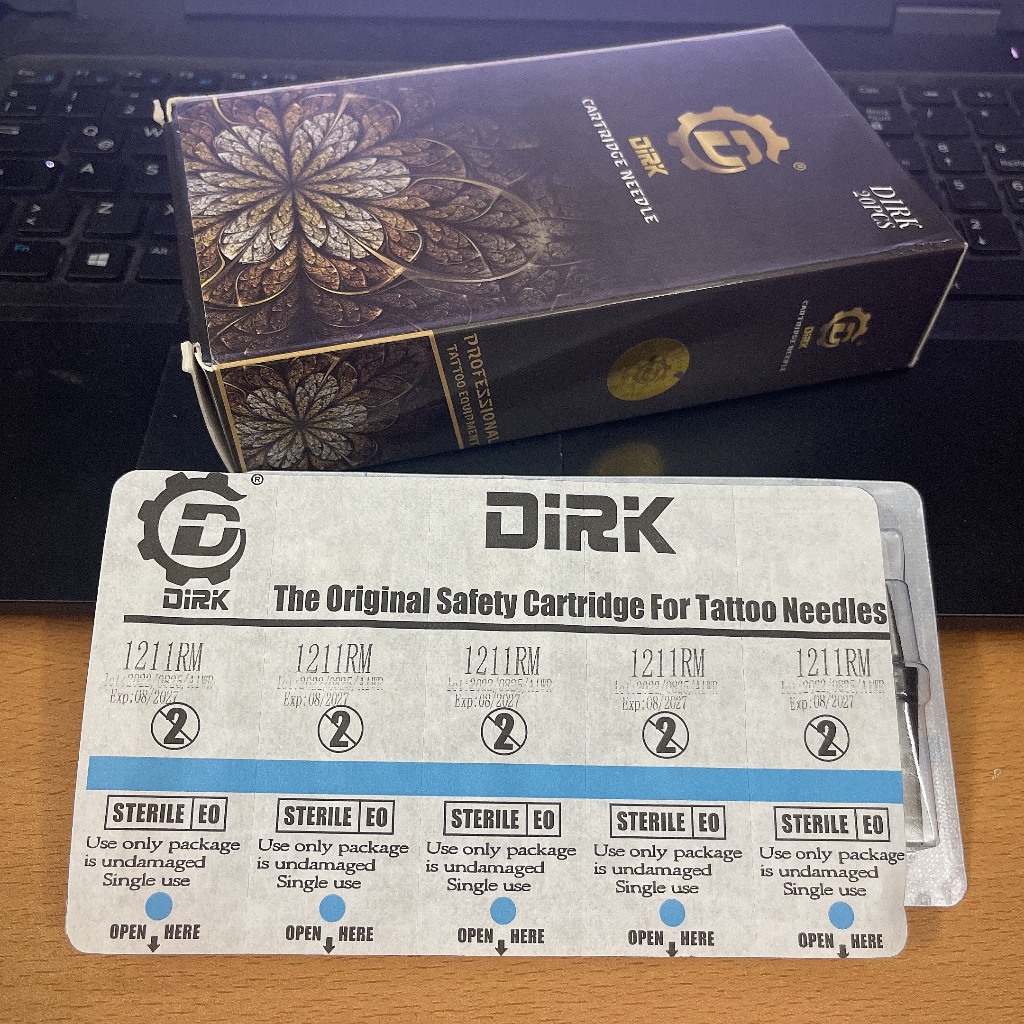 DiRK
CARTRIDGE NEEDLE
DIRK
20PCS
DiRK
CARTRIDGE NEEDLE
PROFESSIONAL
TATTOO EQUIPMENT
D
®
DiRK
DiRK
The Original Safety Cartridge For Tattoo Needles
1211RM 1211RM 1211RM 1211RM 1211RM
Exp:08/2027 Exp:08/2027 Exp:08/2027 Exp:08/2027 Exp:08/2027
2 2 2 2 2
STERILE EO STERILE EO STERILE EO STERILE EO STERILE EO
Use only package Use only package Use only package Use only package Use only package
is undamaged is undamaged is undamaged is undamaged is undamaged
Single use Single use Single use Single use Single use
OPEN HERE OPEN HERE OPEN HERE OPEN HERE OPEN HERE
Q W
A S
Z X